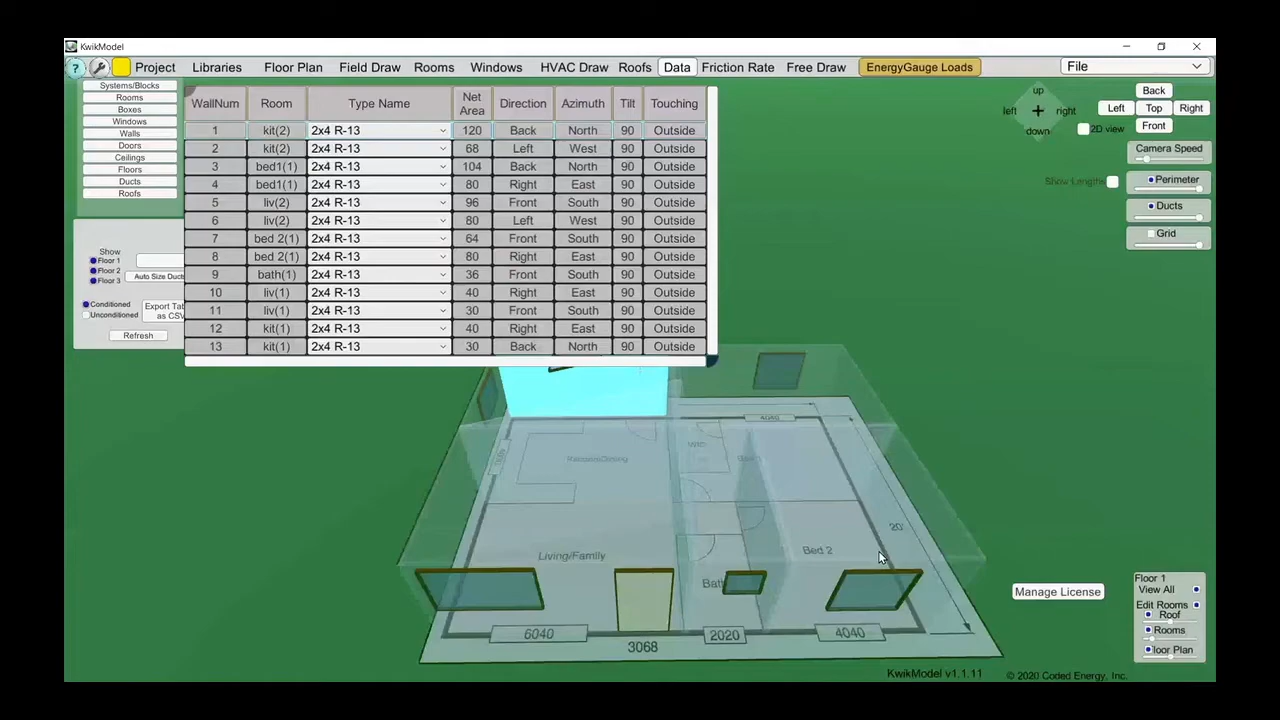 KwikModel
? Project Libraries Floor Plan Field Draw Rooms Windows HVAC Draw Roofs Data Friction Rate Free Draw EnergyGauge Loads File
Systems/Blocks
Rooms
Boxes
Windows
Walls
Doors
Ceilings
Floors
Ducts
Roofs
WallNum Room Type Name Net Area Direction Azimuth Tilt Touching
1 kit(2) 2x4 R-13 120 Back North 90 Outside
2 kit(2) 2x4 R-13 68 Left West 90 Outside
3 bed1(1) 2x4 R-13 104 Back North 90 Outside
4 bed1(1) 2x4 R-13 80 Right East 90 Outside
5 liv(2) 2x4 R-13 96 Front South 90 Outside
6 liv(2) 2x4 R-13 80 Left West 90 Outside
7 bed 2(1) 2x4 R-13 64 Front South 90 Outside
8 bed 2(1) 2x4 R-13 80 Right East 90 Outside
9 bath(1) 2x4 R-13 36 Front South 90 Outside
10 liv(1) 2x4 R-13 40 Right East 90 Outside
11 liv(1) 2x4 R-13 30 Front South 90 Outside
12 kit(1) 2x4 R-13 40 Right East 90 Outside
13 kit(1) 2x4 R-13 30 Back North 90 Outside
Show
Floor 1
Floor 2
Floor 3
Auto Size Ducts
Conditioned
Unconditioned
Export Tab
as CSV
Refresh
up
left right
down
Back
Left Top Right
Front
2D view
Camera Speed
Show Lengths
Perimeter
Ducts
Grid
4040
Kitchen/Dining
WIC
20'
Living/Family
Bed 2
Bath
6040
3068
2020
4040
Manage License
Floor 1
View All
Edit Rooms
Roof
Rooms
Floor Plan
KwikModel v1.1.11
© 2020 Coded Energy, Inc.